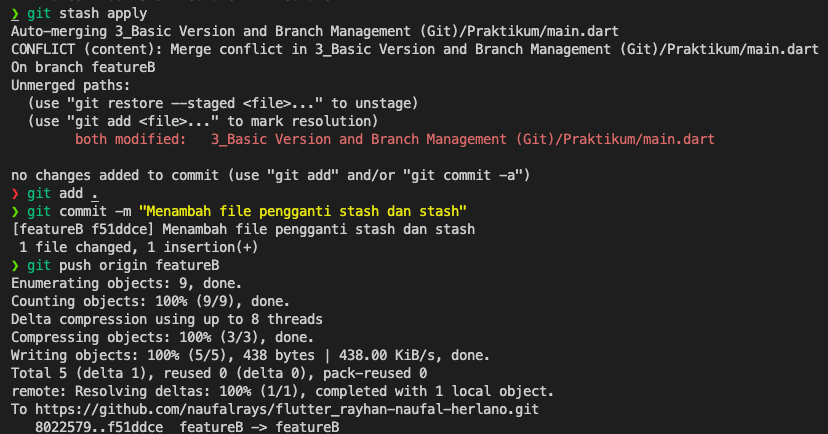 ❯ git stash apply
Auto-merging 3_Basic Version and Branch Management (Git)/Praktikum/main.dart
CONFLICT (content): Merge conflict in 3_Basic Version and Branch Management (Git)/Praktikum/main.dart
On branch featureB
Unmerged paths:
  (use "git restore --staged <file>..." to unstage)
  (use "git add <file>..." to mark resolution)
        both modified:   3_Basic Version and Branch Management (Git)/Praktikum/main.dart

no changes added to commit (use "git add" and/or "git commit -a")
❯ git add .
❯ git commit -m "Menambah file pengganti stash dan stash"
[featureB f51ddce] Menambah file pengganti stash dan stash
 1 file changed, 1 insertion(+)
❯ git push origin featureB
Enumerating objects: 9, done.
Counting objects: 100% (9/9), done.
Delta compression using up to 8 threads
Compressing objects: 100% (3/3), done.
Writing objects: 100% (5/5), 438 bytes | 438.00 KiB/s, done.
Total 5 (delta 1), reused 0 (delta 0), pack-reused 0
remote: Resolving deltas: 100% (1/1), completed with 1 local object.
To https://github.com/naufalrays/flutter_rayhan-naufal-herlano.git
   8022579..f51ddce  featureB -> featureB